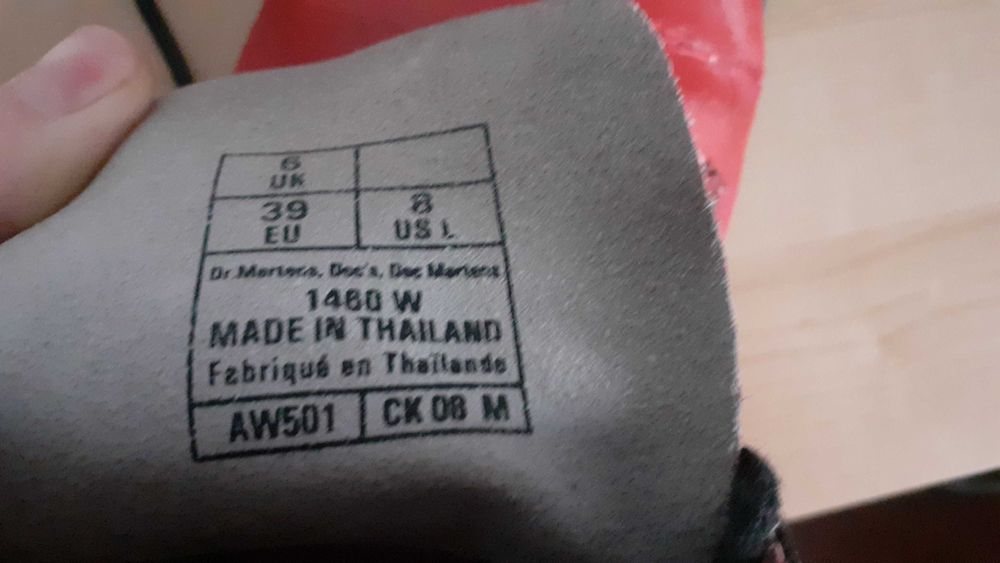 6
UK
39
EU
8
US L
Dr.Martens, Doc's, Doc Martens
1460 W
MADE IN THAILAND
Fabriqué en Thaïlande
AW501
CK 08 M